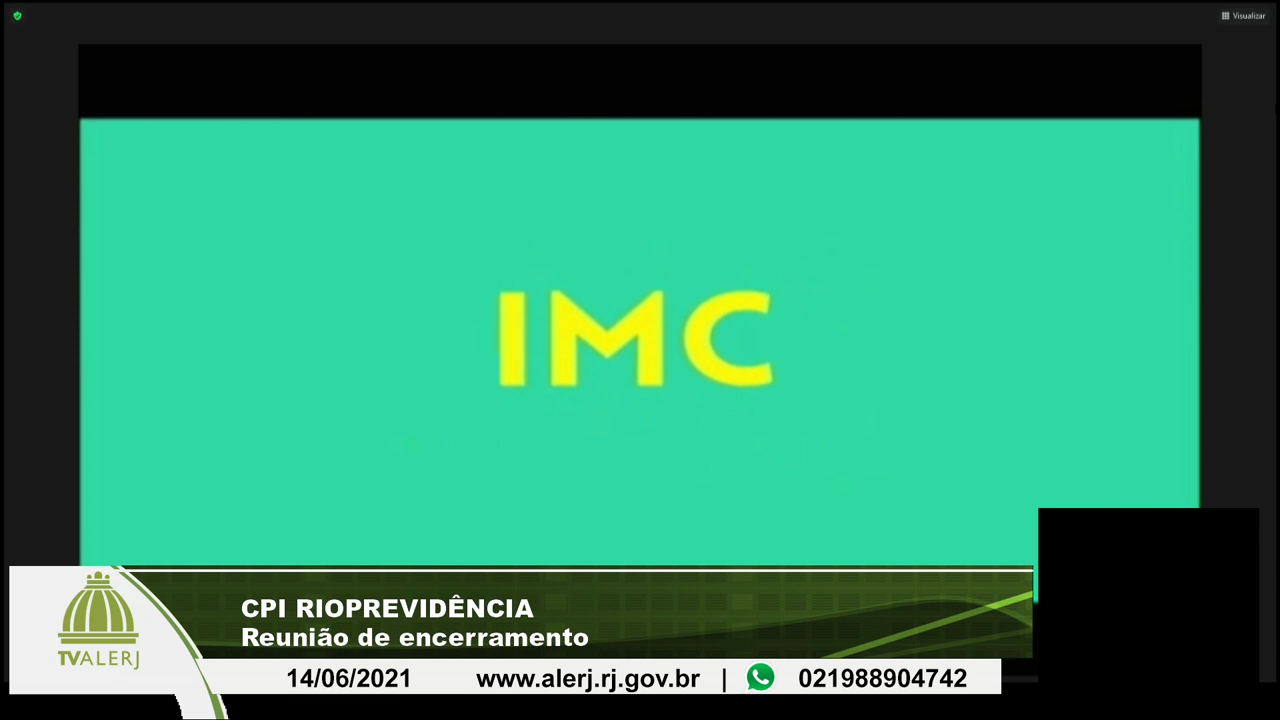 Visualizar
IMC
CPI RIOPREVIDÊNCIA
Reunião de encerramento
TVALERJ
14/06/2021 www.alerj.rj.gov.br | 021988904742